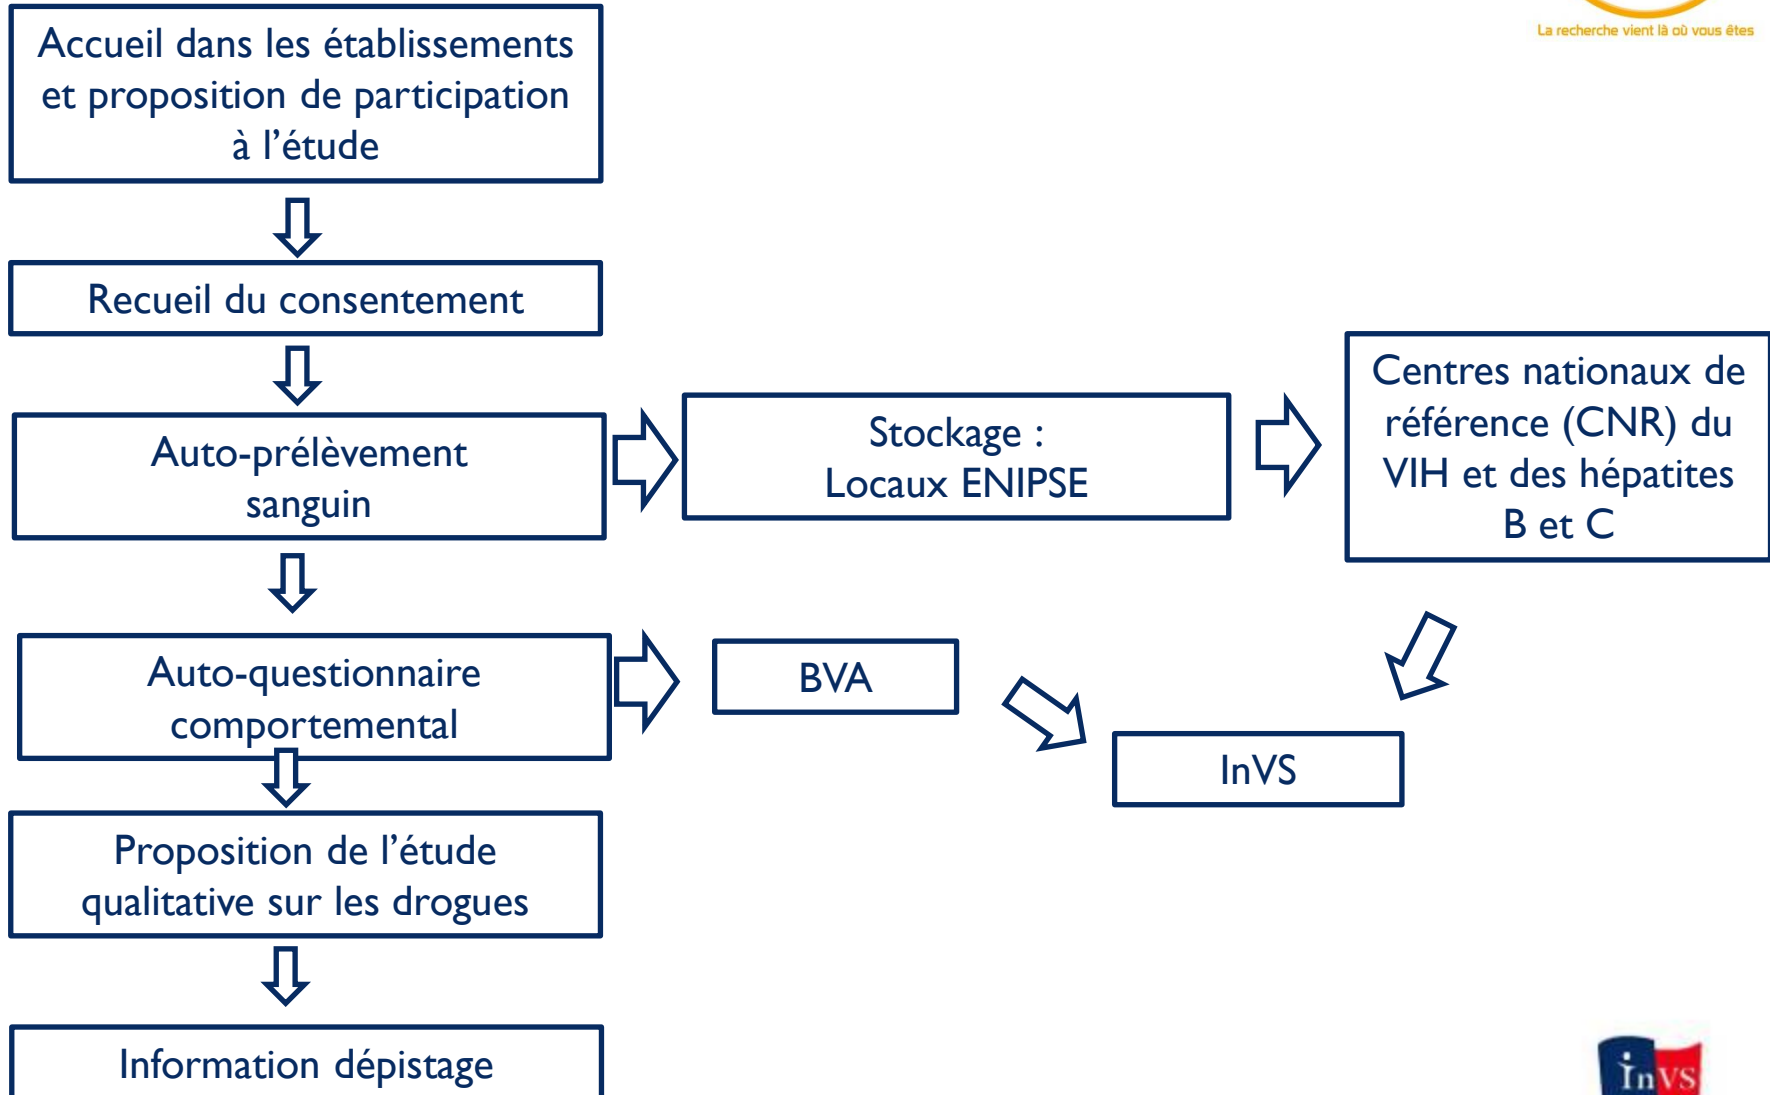 La recherche vient là où vous êtes
Accueil dans les établissements
et proposition de participation
à l'étude
Recueil du consentement
Auto-prélèvement
sanguin
Stockage :
Locaux ENIPSE
Centres nationaux de
référence (CNR) du
VIH et des hépatites
B et C
Auto-questionnaire
comportemental
BVA
InVS
Proposition de l'étude
qualitative sur les drogues
Information dépistage
InVS